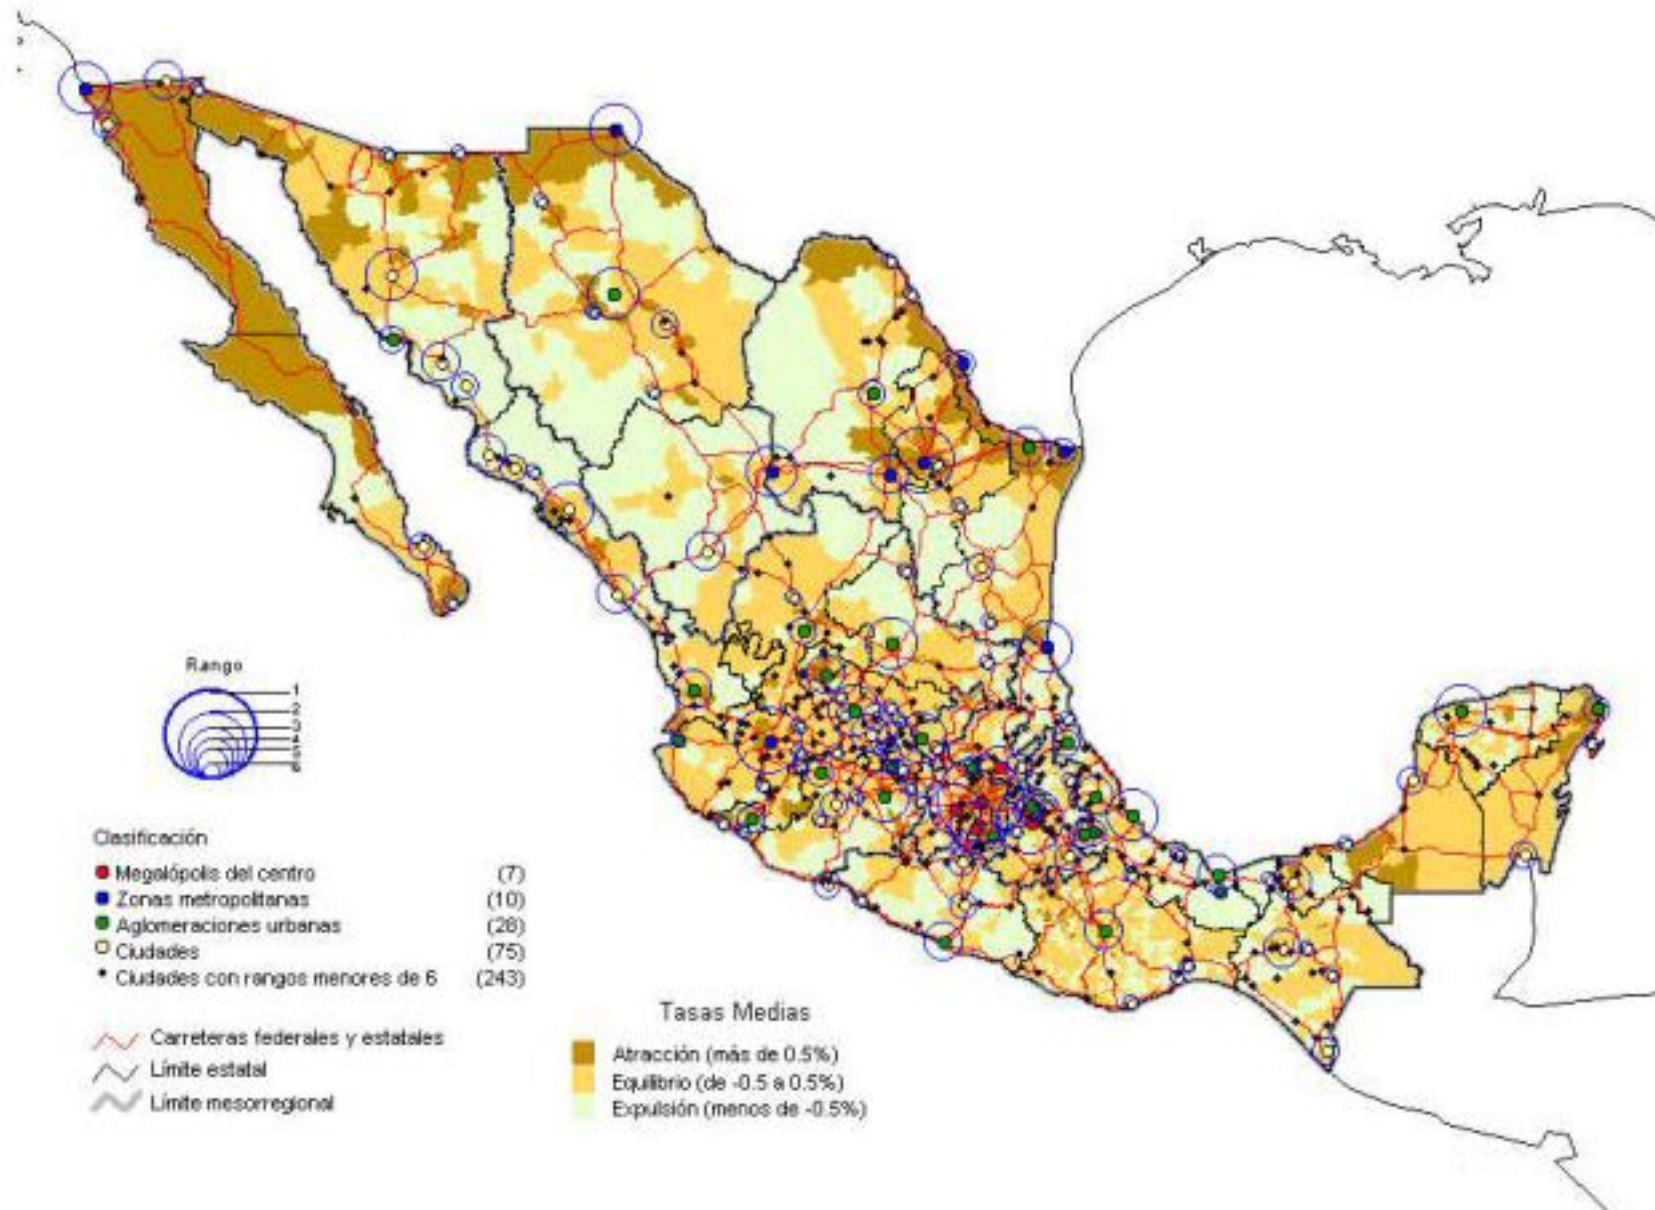 Rango
1
2
3
4
5
6
Clasificación
Megalópolis del centro (7)
Zonas metropolitanas (10)
Aglomeraciones urbanas (28)
Ciudades (75)
Ciudades con rangos menores de 6 (243)
Carreteras federales y estatales
Límite estatal
Límite mesorregional
Tasas Medias
Atracción (más de 0.5%)
Equilibrio (de -0.5 a 0.5%)
Expulsión (menos de -0.5%)